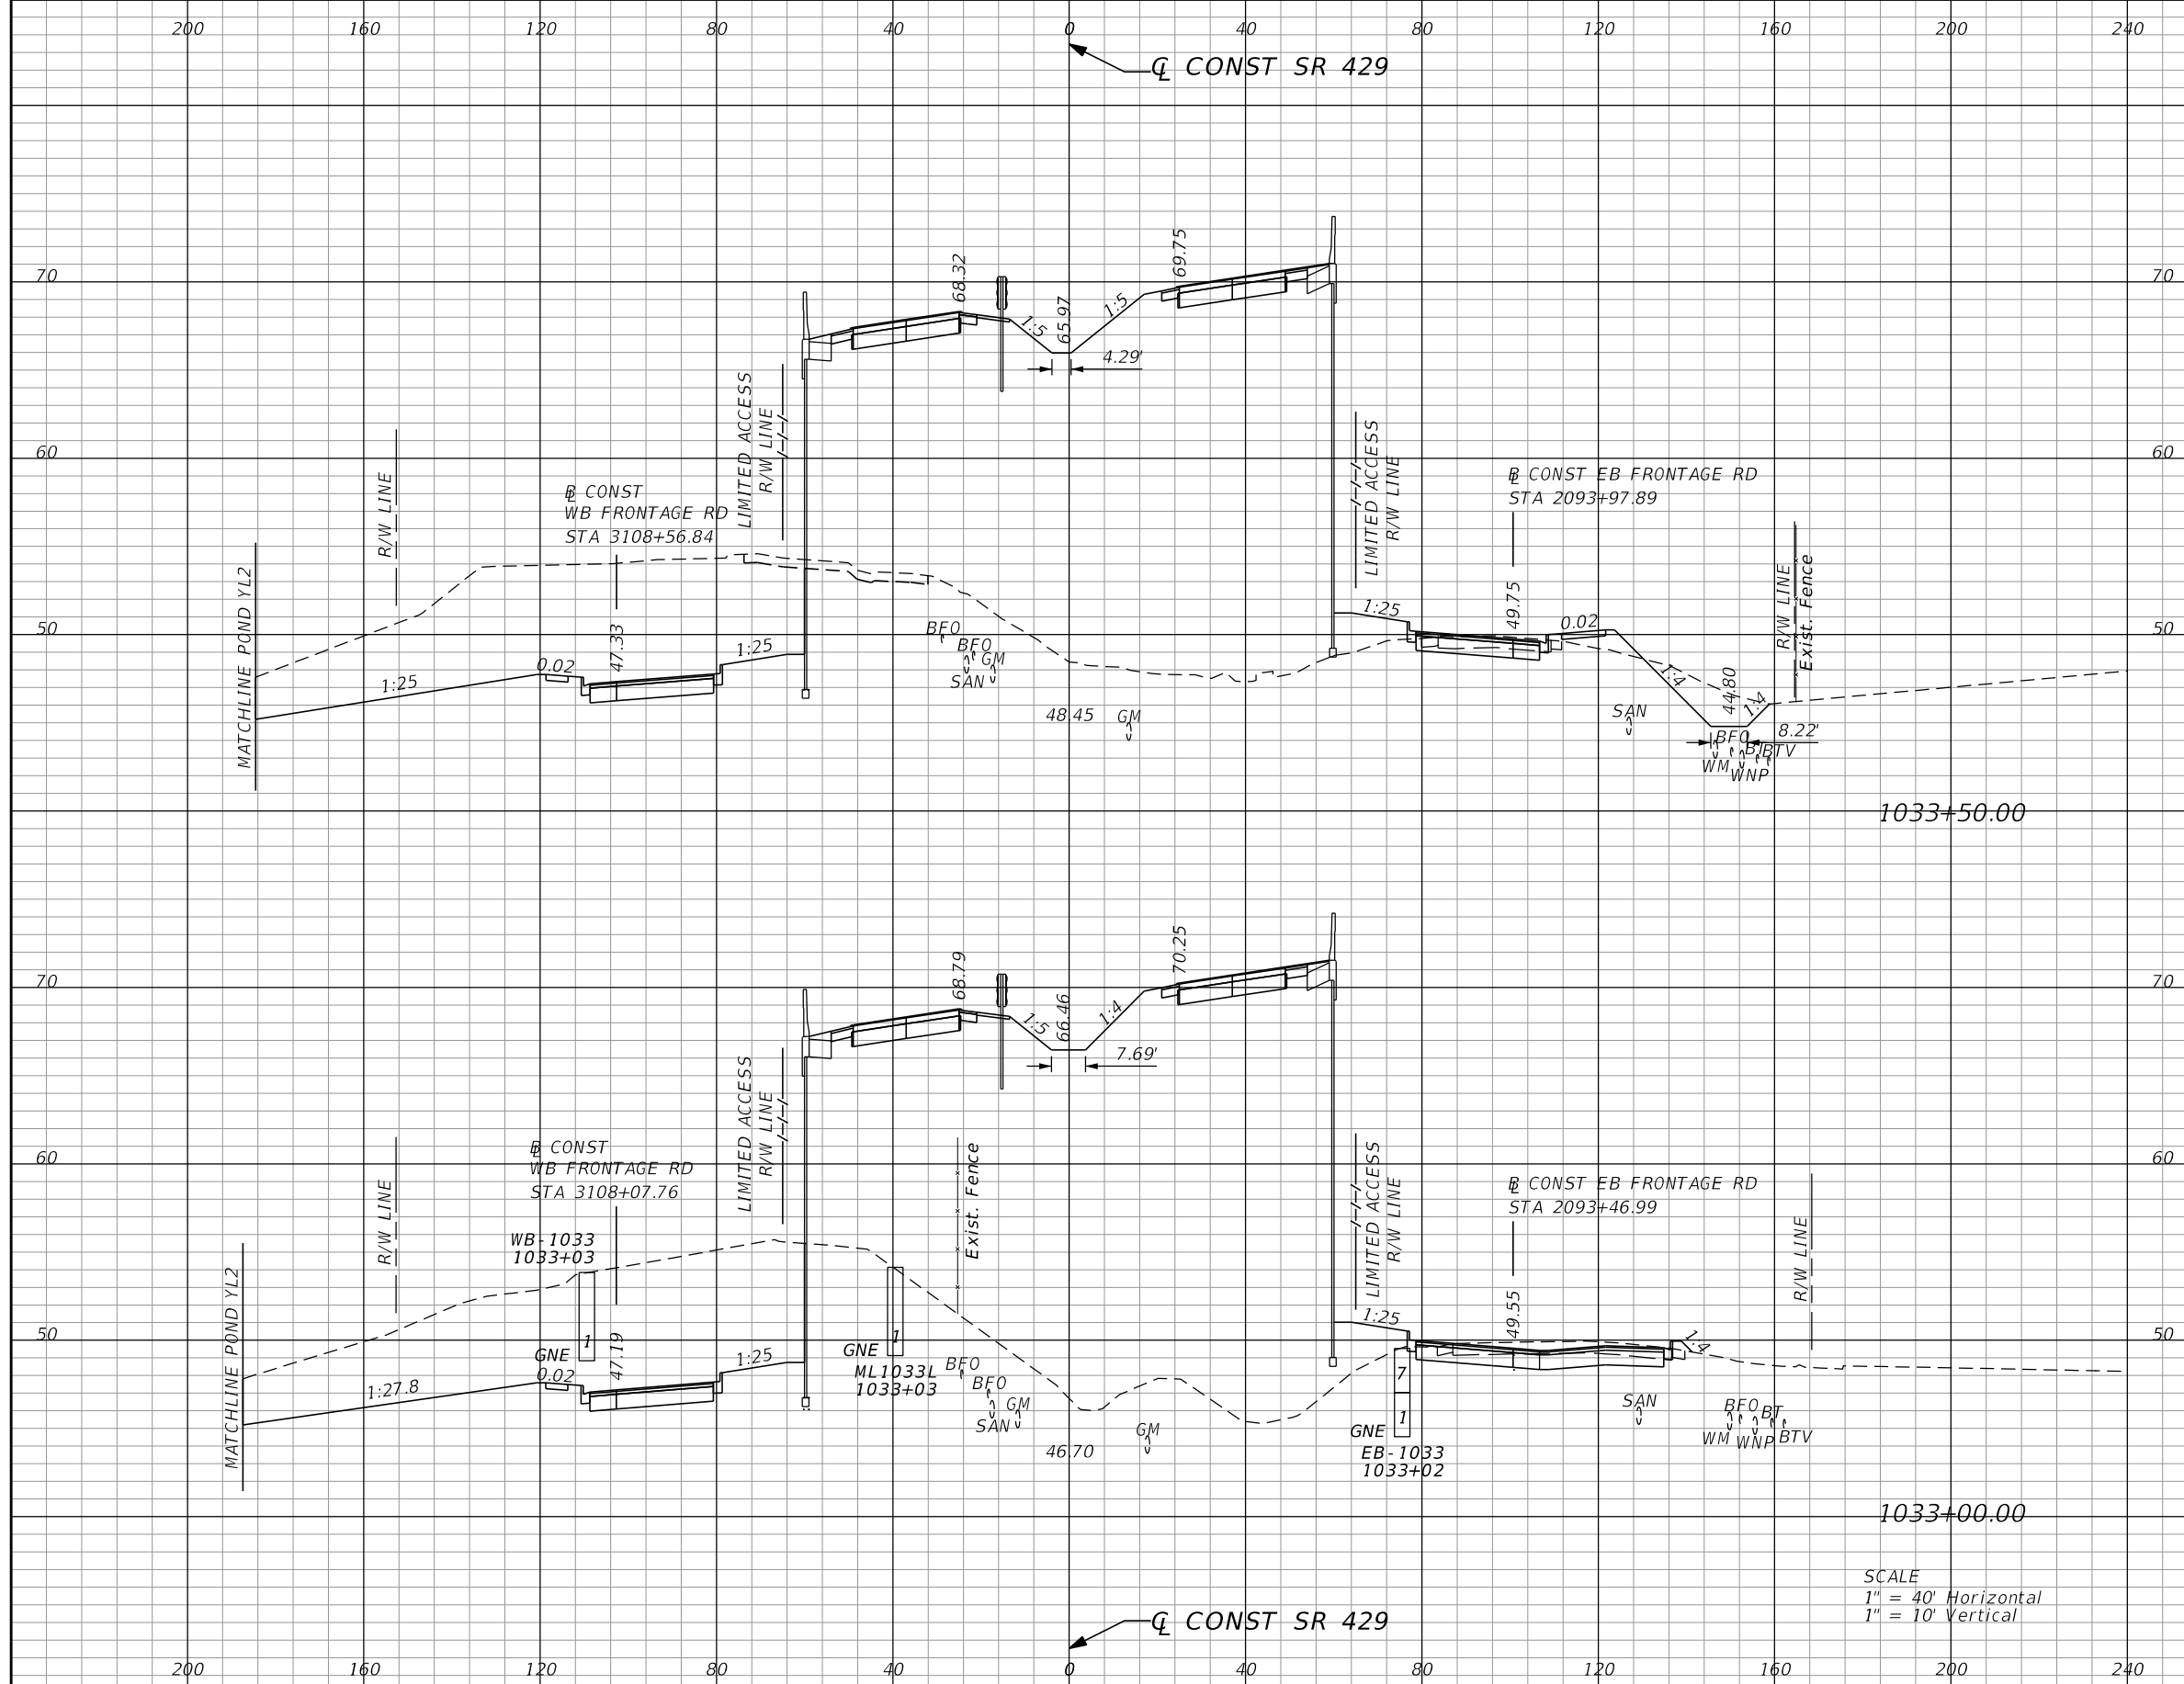 200 160 120 80 40 0 40 80 120 160 200 240
℄ CONST SR 429
70 70
60 60
50 50
68.32
69.75
1:5
65.97
1:5
4.29'
LIMITED ACCESS
R/W LINE
R/W LINE
℄ CONST
WB FRONTAGE RD
STA 3108+56.84
MATCHLINE POND YL2
1:25
0.02
47.33
1:25
BFO
BFO
GM
SAN
48.45
GM
LIMITED ACCESS
R/W LINE
1:25
BL CONST EB FRONTAGE RD
STA 2093+97.89
49.75
0.02
1:4
44.80
1:4
8.22'
R/W LINE
Exist. Fence
SAN
BFO
BT
BTV
WM
WNP
1033+50.00
70 70
60 60
50 50
68.79
70.25
1:5
66.46
1:4
7.69'
LIMITED ACCESS
R/W LINE
R/W LINE
BL CONST
WB FRONTAGE RD
STA 3108+07.76
WB-1033
1033+03
1
GNE
MATCHLINE POND YL2
1:27.8
0.02
47.19
1:25
Exist. Fence
1
GNE
ML1033L
1033+03
BFO
BFO
GM
SAN
46.70
GM
LIMITED ACCESS
R/W LINE
1:25
7
1
GNE
EB-1033
1033+02
BL CONST EB FRONTAGE RD
STA 2093+46.99
49.55
1:4
R/W LINE
SAN
BFO
BT
WM
WNP
BTV
1033+00.00
SCALE
1" = 40' Horizontal
1" = 10' Vertical
℄ CONST SR 429
200 160 120 80 40 0 40 80 120 160 200 240